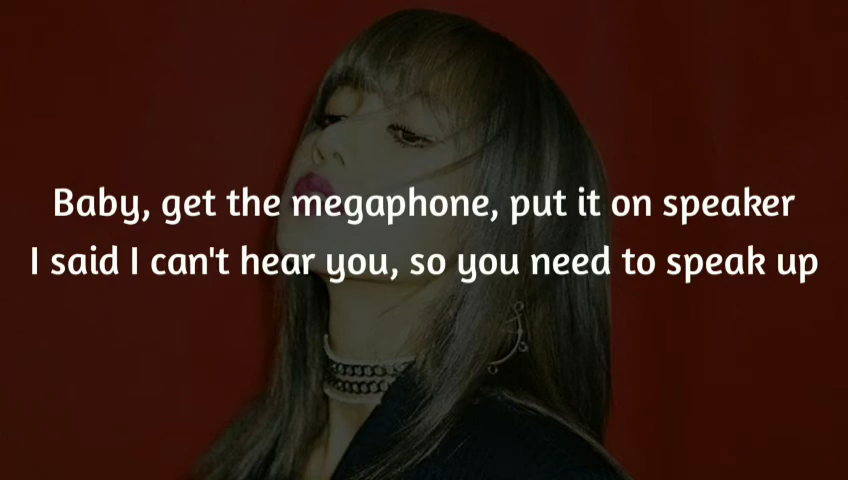 Baby, get the megaphone, put it on speaker
I said I can't hear you, so you need to speak up